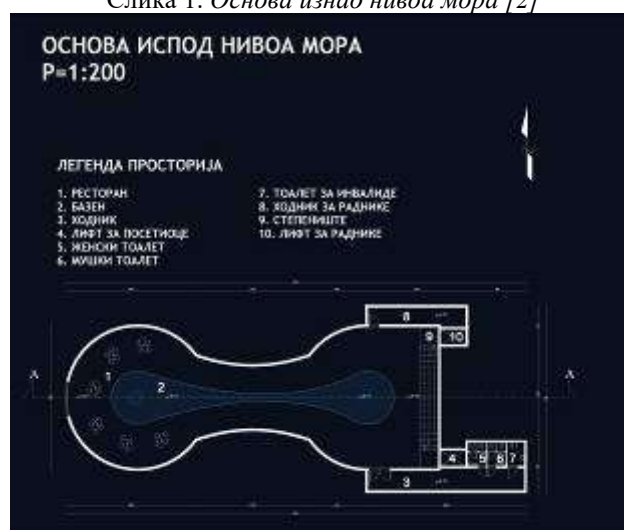 Слика 1. Основа изнад нивоа мора [2]
ОСНОВА ИСПОД НИВОА МОРА
Р=1:200
ЛЕГЕНДА ПРОСТОРИЈА
1. РЕСТОРАН
2. БАЗЕН
3. ХОДНИК
4. ЛИФТ ЗА ПОСЕТИОЦЕ
5. ЖЕНСКИ ТОАЛЕТ
6. МУШКИ ТОАЛЕТ
7. ТОАЛЕТ ЗА ИНВАЛИДЕ
8. ХОДНИК ЗА РАДНИКЕ
9. СТЕПЕНИШТЕ
10. ЛИФТ ЗА РАДНИКЕ
8
9 10
A 1 2 A
4 5 6 7
3